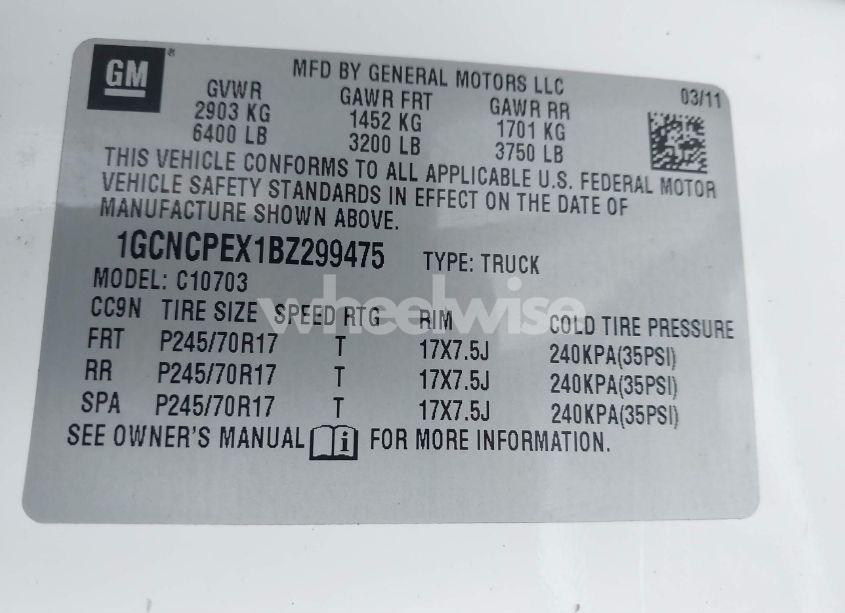 GM ®
MFD BY GENERAL MOTORS LLC
03/11
GVWR GAWR FRT GAWR RR
2903 KG 1452 KG 1701 KG
6400 LB 3200 LB 3750 LB
THIS VEHICLE CONFORMS TO ALL APPLICABLE U.S. FEDERAL MOTOR
VEHICLE SAFETY STANDARDS IN EFFECT ON THE DATE OF
MANUFACTURE SHOWN ABOVE.
1GCNCPEX1BZ299475 TYPE: TRUCK
MODEL: C10703
wheelwise
CC9N TIRE SIZE SPEED RTG RIM COLD TIRE PRESSURE
FRT P245/70R17 T 17X7.5J 240KPA(35PSI)
RR P245/70R17 T 17X7.5J 240KPA(35PSI)
SPA P245/70R17 T 17X7.5J 240KPA(35PSI)
SEE OWNER'S MANUAL i FOR MORE INFORMATION.